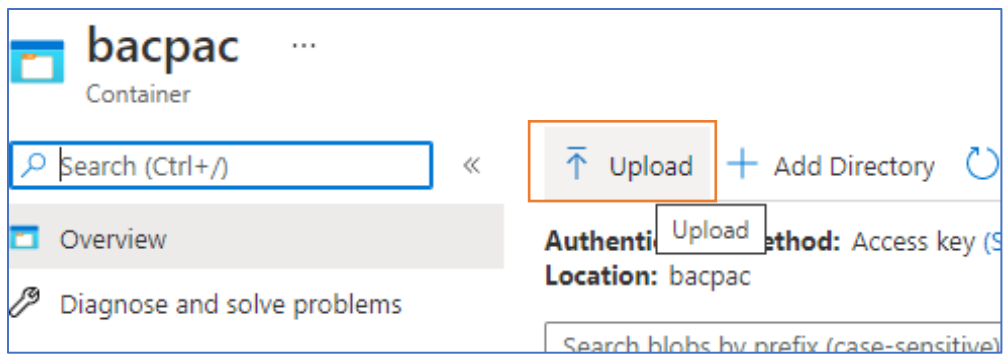 bacpac ...
Container
Search (Ctrl+/) «
Upload + Add Directory
Overview
Upload
Authenti ethod: Access key (S
Location: bacpac
Diagnose and solve problems
Search blobs by prefix (case-sensitive)